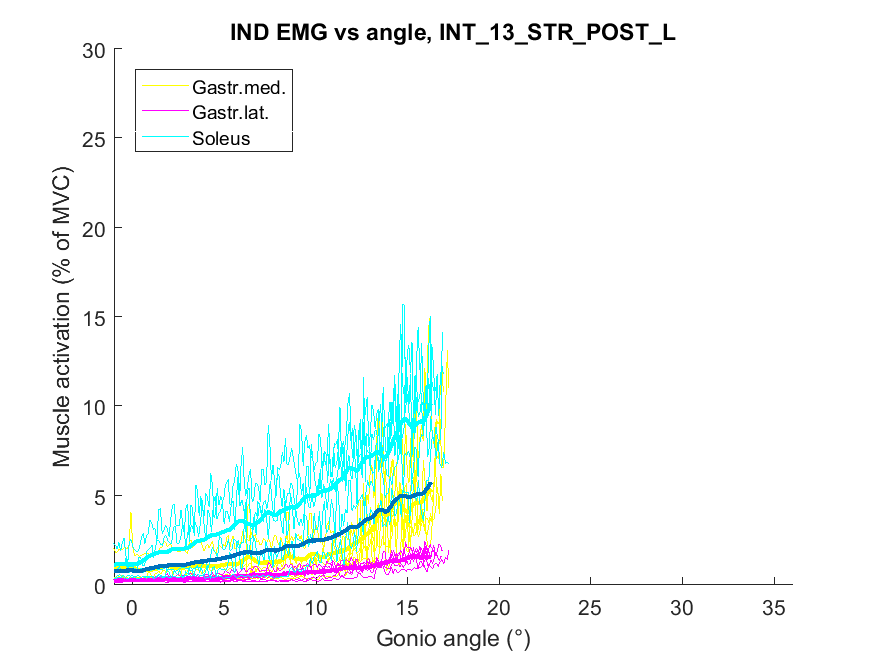 IND EMG vs angle, INT_13_STR_POST_L
30
25
20
15
10
5
0
Muscle activation (% of MVC)
Gastr.med.
Gastr.lat.
Soleus
0 5 10 15 20 25 30 35
Gonio angle (°)